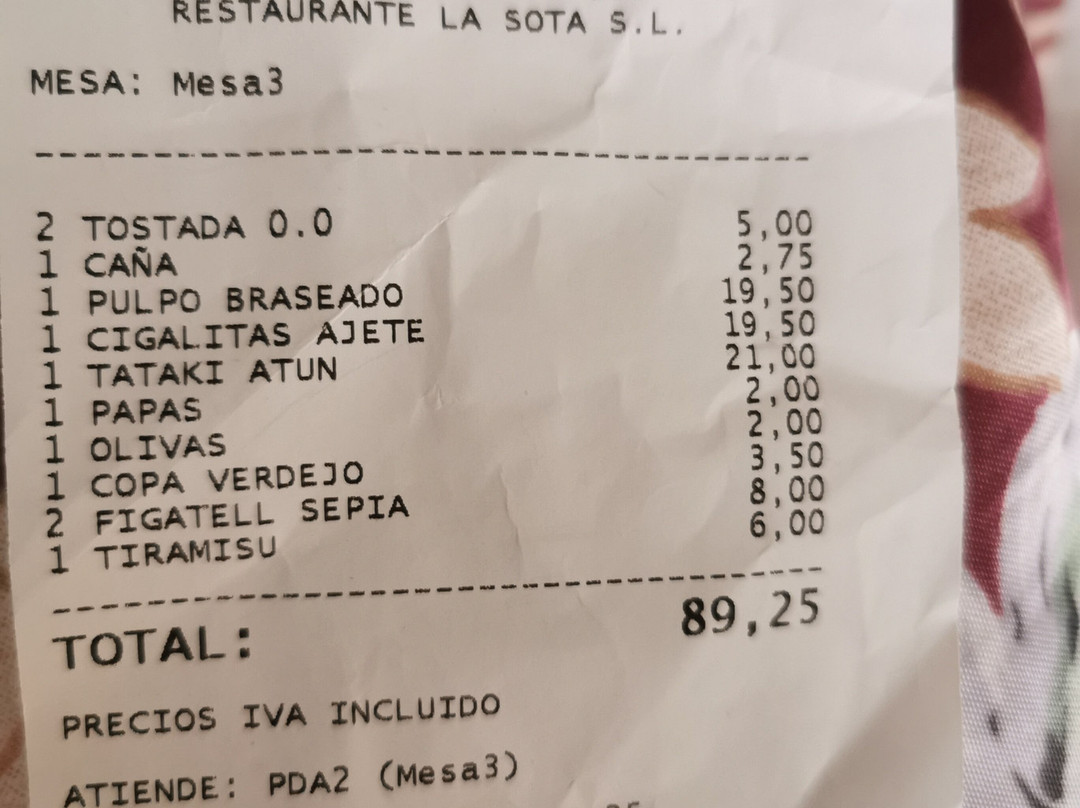 RESTAURANTE LA SOTA S.L.
MESA: Mesa3
2 TOSTADA 0.0 5,00
1 CAÑA 2,75
1 PULPO BRASEADO 19,50
1 CIGALITAS AJETE 19,50
1 TATAKI ATUN 21,00
1 PAPAS 2,00
1 OLIVAS 2,00
1 COPA VERDEJO 3,50
2 FIGATELL SEPIA 8,00
1 TIRAMISU 6,00
TOTAL: 89,25
PRECIOS IVA INCLUIDO
ATIENDE: PDA2 (Mesa3)